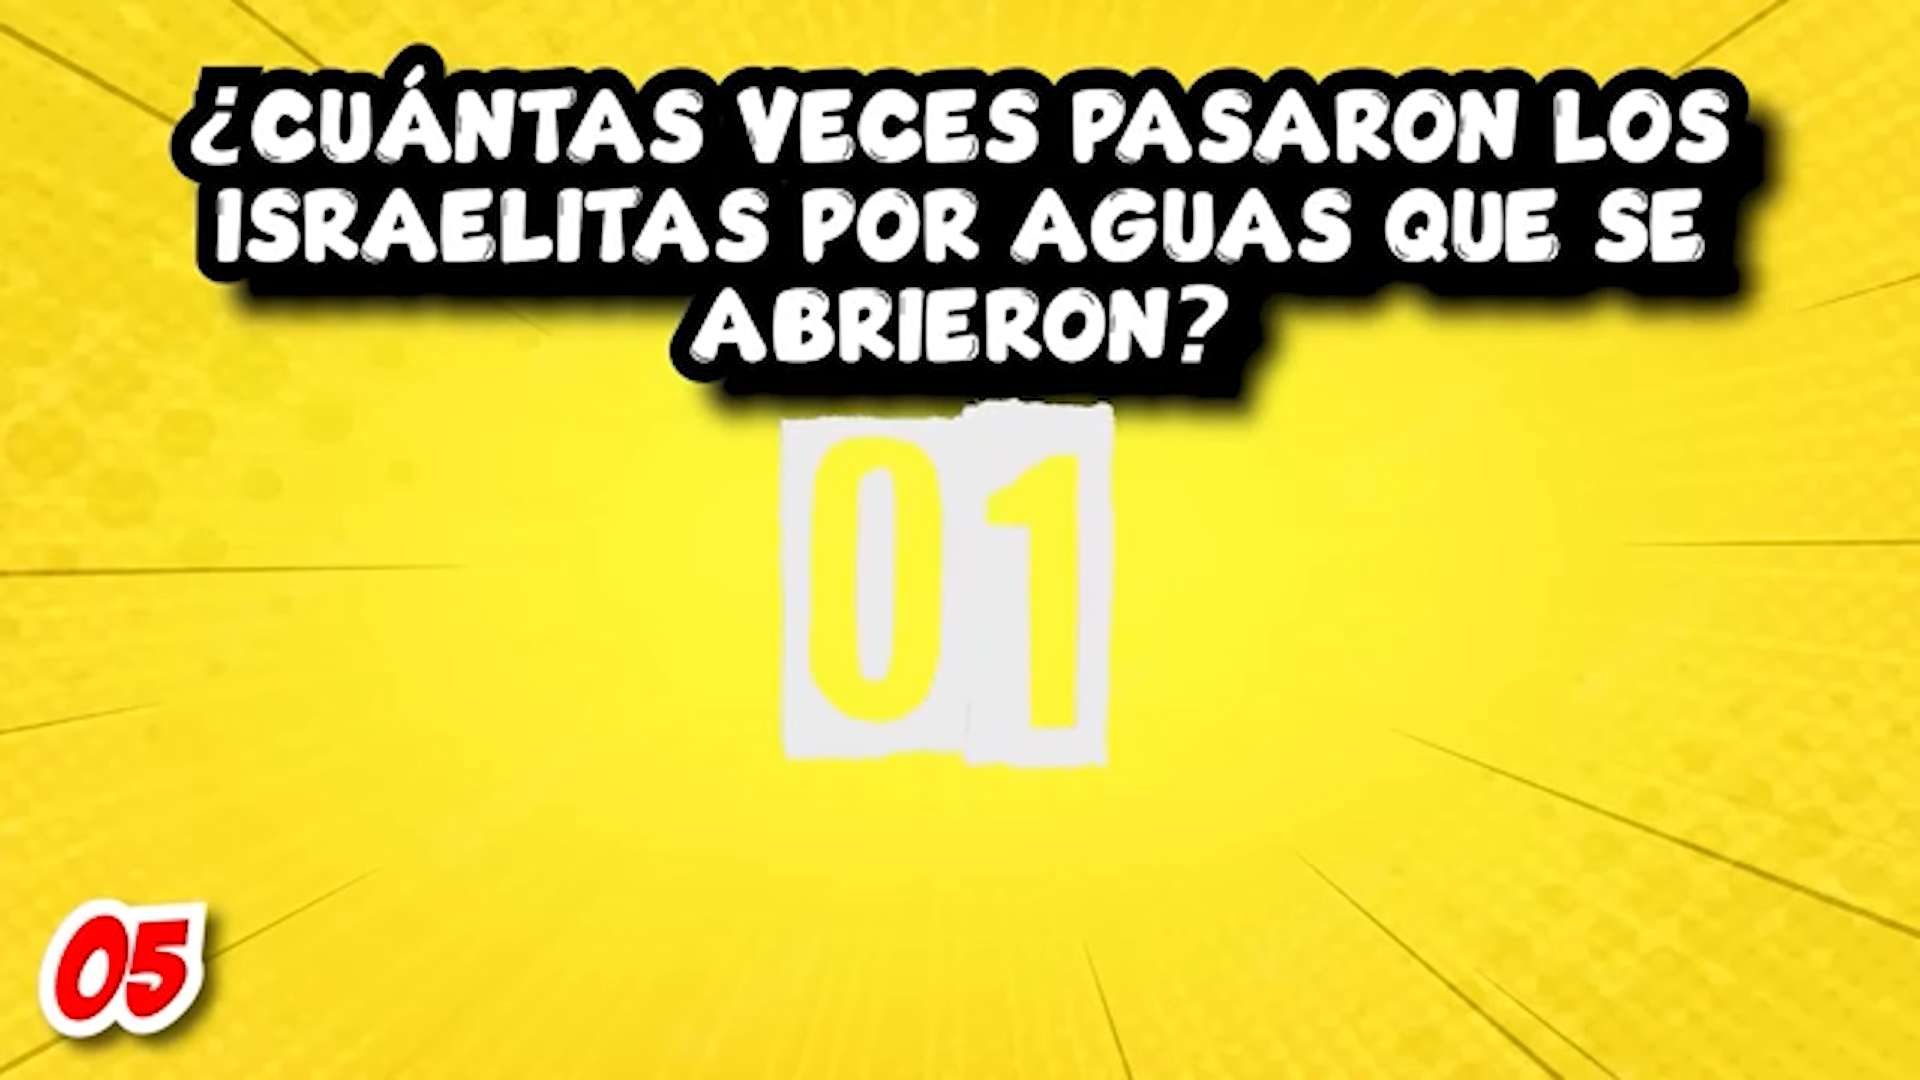 ¿CUÁNTAS VECES PASARON LOS
ISRAELITAS POR AGUAS QUE SE
ABRIERON?
01
05